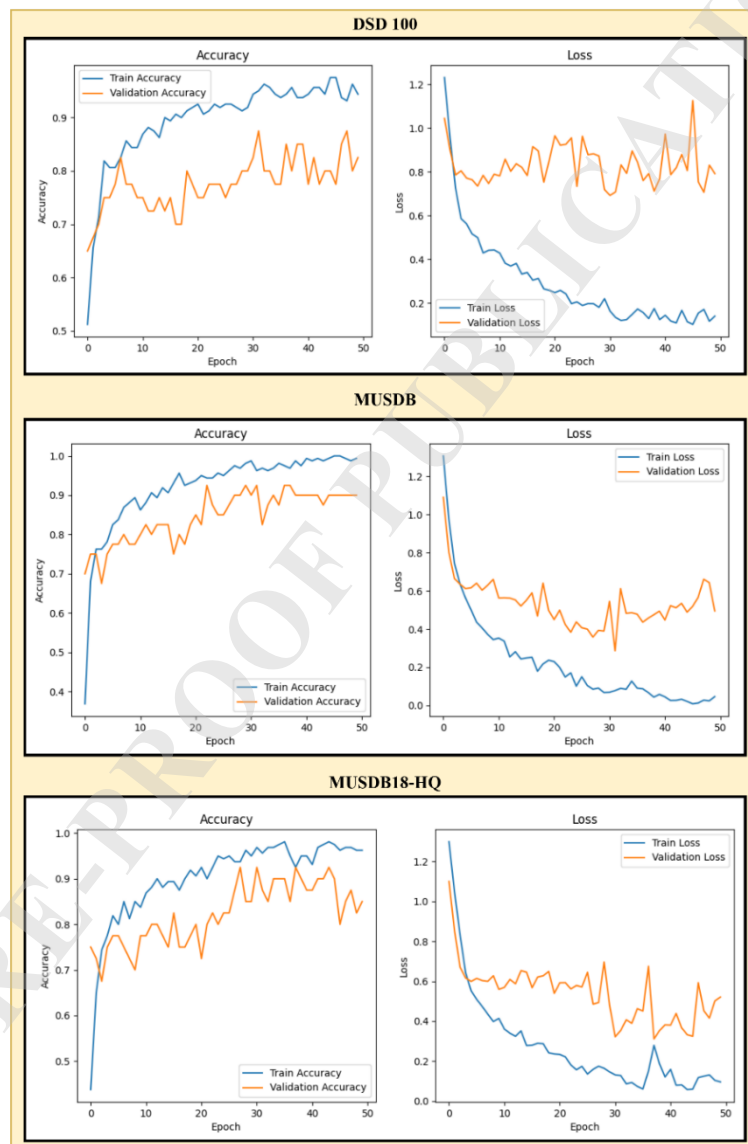 DSD 100
Accuracy
Loss
Train Accuracy
Validation Accuracy
Accuracy
0.9
0.8
0.7
0.6
0.5
0 10 20 30 40 50
Epoch
Loss
1.2
1.0
0.8
0.6
0.4
0.2
Train Loss
Validation Loss
0 10 20 30 40 50
Epoch
MUSDB
Accuracy
Loss
Accuracy
1.0
0.9
0.8
0.7
0.6
0.5
0.4
Train Accuracy
Validation Accuracy
0 10 20 30 40 50
Epoch
Train Loss
Validation Loss
Loss
1.2
1.0
0.8
0.6
0.4
0.2
0.0
0 10 20 30 40 50
Epoch
MUSDB18-HQ
Accuracy
Loss
Accuracy
1.0
0.9
0.8
0.7
0.6
0.5
Train Accuracy
Validation Accuracy
0 10 20 30 40 50
Epoch
Train Loss
Validation Loss
Loss
1.2
1.0
0.8
0.6
0.4
0.2
0.0
0 10 20 30 40 50
Epoch
RE-PROOF PUBLICATI